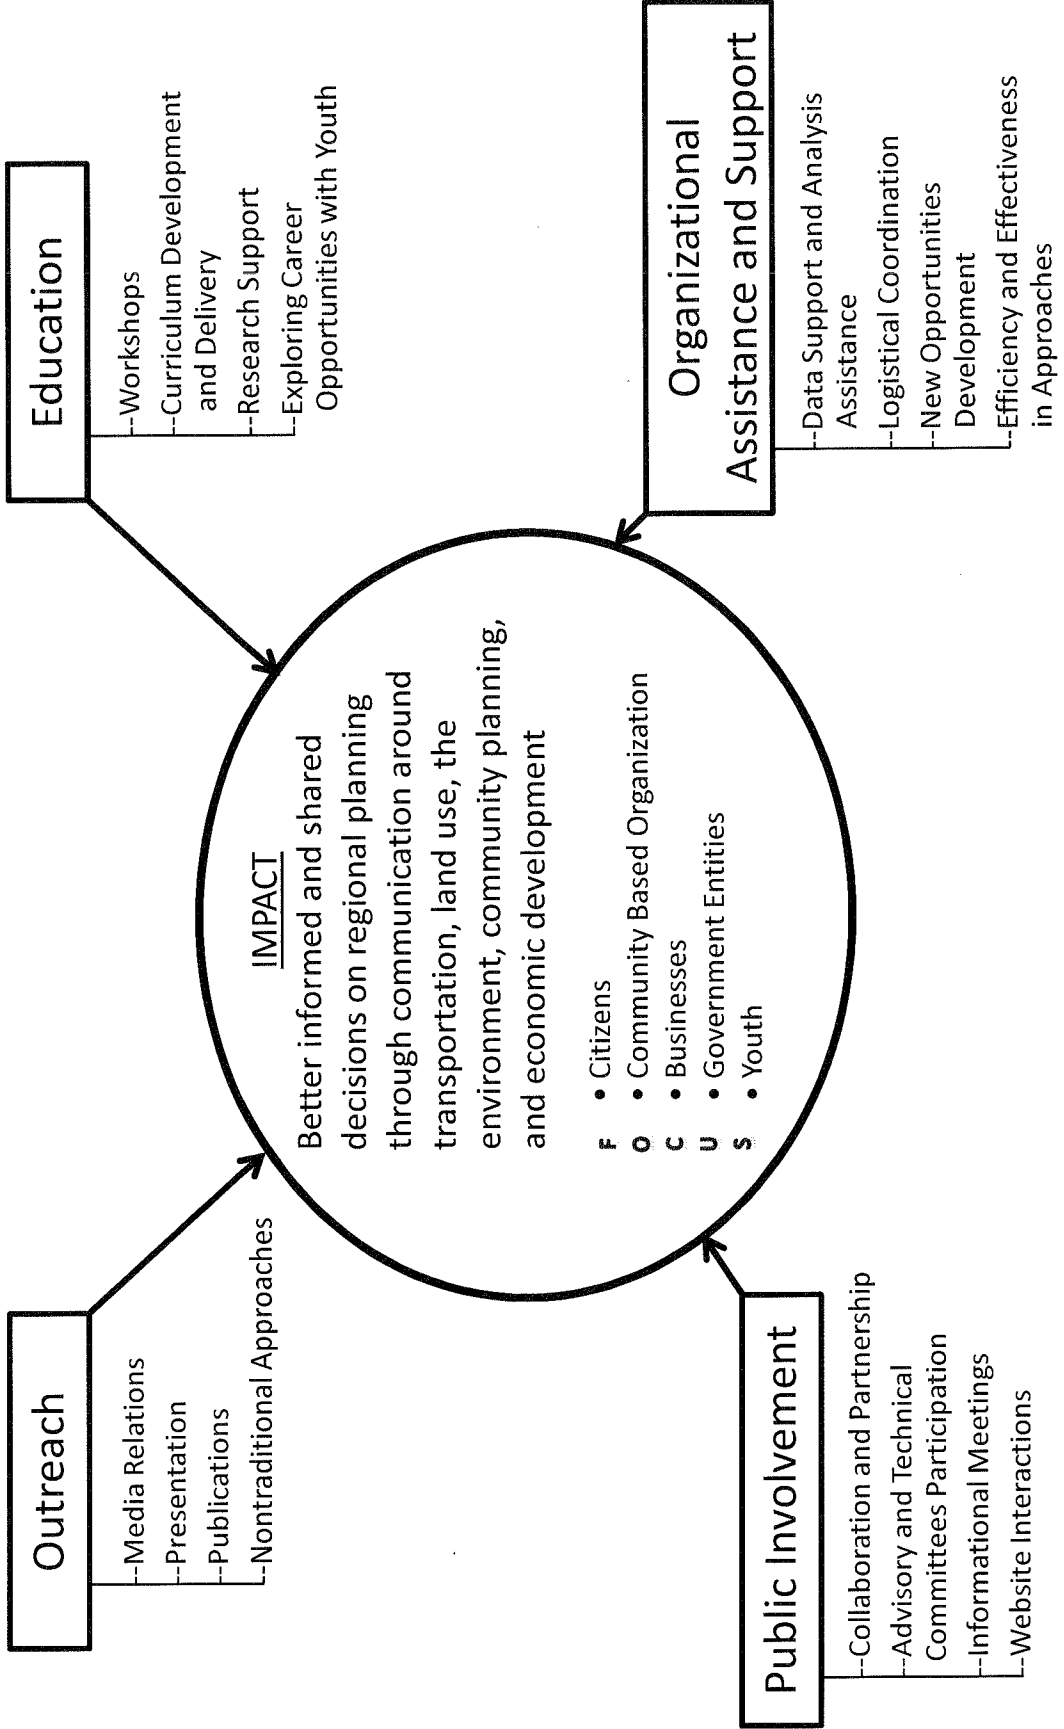 Outreach
Media Relations
Presentation
Publications
Nontraditional Approaches
Education
Workshops
Curriculum Development
and Delivery
Research Support
Exploring Career
Opportunities with Youth
IMPACT
Better informed and shared
decisions on regional planning
through communication around
transportation, land use, the
environment, community planning,
and economic development
F • Citizens
O • Community Based Organization
C • Businesses
U • Government Entities
S • Youth
Public Involvement
Collaboration and Partnership
Advisory and Technical
Committees Participation
Informational Meetings
Website Interactions
Organizational
Assistance and Support
Data Support and Analysis
Assistance
Logistical Coordination
New Opportunities
Development
Efficiency and Effectiveness
in Approaches